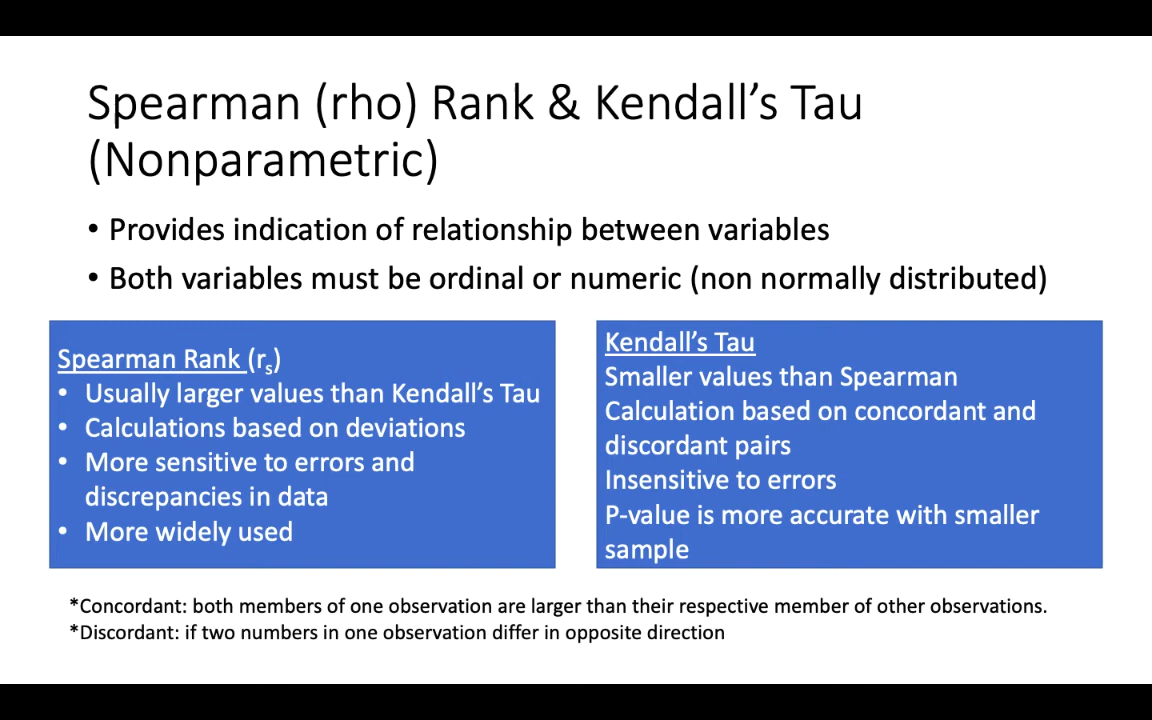 Spearman (rho) Rank & Kendall’s Tau
(Nonparametric)
• Provides indication of relationship between variables
• Both variables must be ordinal or numeric (non normally distributed)
Spearman Rank (rs)
• Usually larger values than Kendall’s Tau
• Calculations based on deviations
• More sensitive to errors and
discrepancies in data
• More widely used
Kendall’s Tau
Smaller values than Spearman
Calculation based on concordant and
discordant pairs
Insensitive to errors
P-value is more accurate with smaller
sample
*Concordant: both members of one observation are larger than their respective member of other observations.
*Discordant: if two numbers in one observation differ in opposite direction